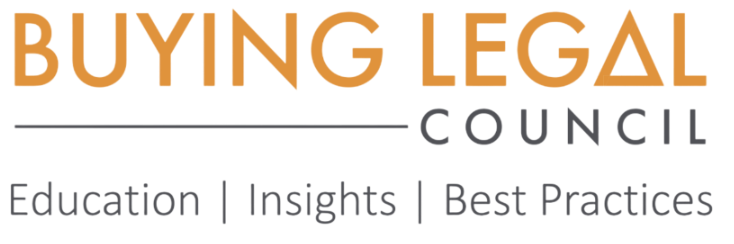 BUYING LEGAL
COUNCIL
Education | Insights | Best Practices